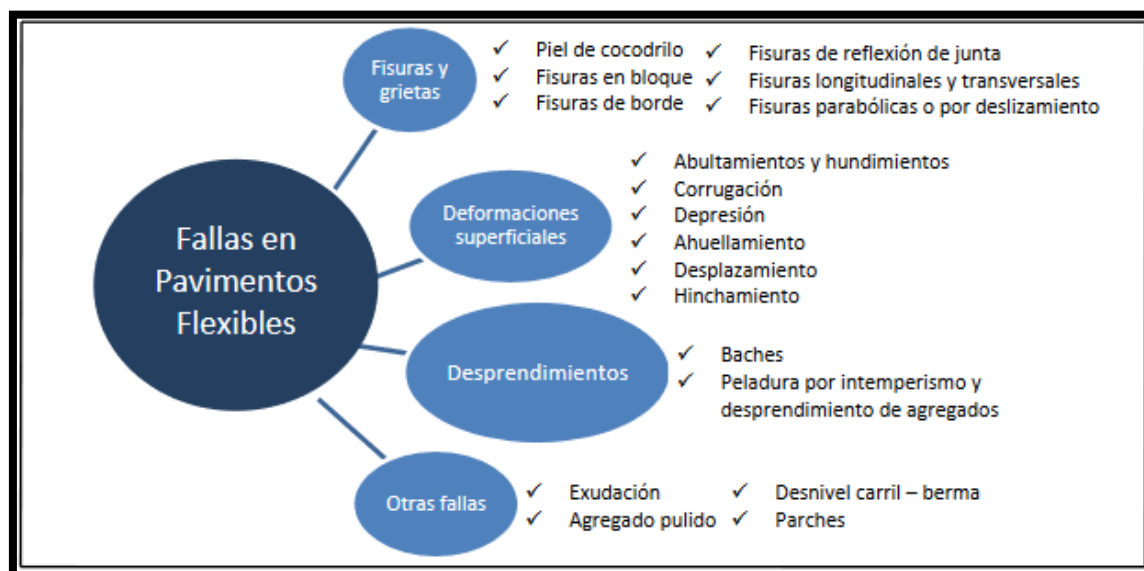 Fisuras y
grietas
✓ Piel de cocodrilo
✓ Fisuras en bloque
✓ Fisuras de borde
✓ Fisuras de reflexión de junta
✓ Fisuras longitudinales y transversales
✓ Fisuras parabólicas o por deslizamiento
Fallas en
Pavimentos
Flexibles
Deformaciones
superficiales
✓ Abultamientos y hundimientos
✓ Corrugación
✓ Depresión
✓ Ahuellamiento
✓ Desplazamiento
✓ Hinchamiento
Desprendimientos
✓ Baches
✓ Peladura por intemperismo y
desprendimiento de agregados
Otras fallas
✓ Exudación
✓ Agregado pulido
✓ Desnivel carril – berma
✓ Parches